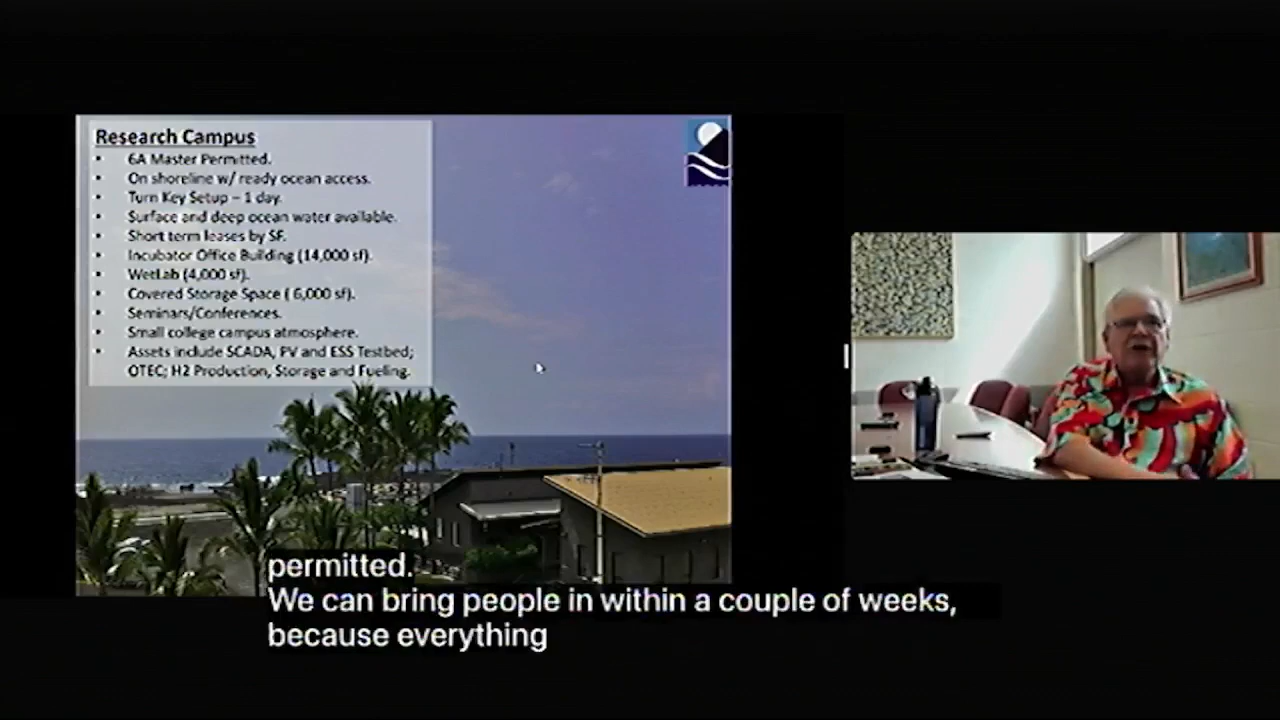 Research Campus
• 6A Master Permitted.
• On shoreline w/ ready ocean access.
• Turn Key Setup – 1 day.
• Surface and deep ocean water available.
• Short term leases by SF.
• Incubator Office Building (14,000 sf).
• WetLab (4,000 sf).
• Covered Storage Space ( 6,000 sf).
• Seminars/Conferences.
• Small college campus atmosphere.
• Assets include SCADA, PV and ESS Testbed;
OTEC; H2 Production, Storage and Fueling.
permitted.
We can bring people in within a couple of weeks,
because everything